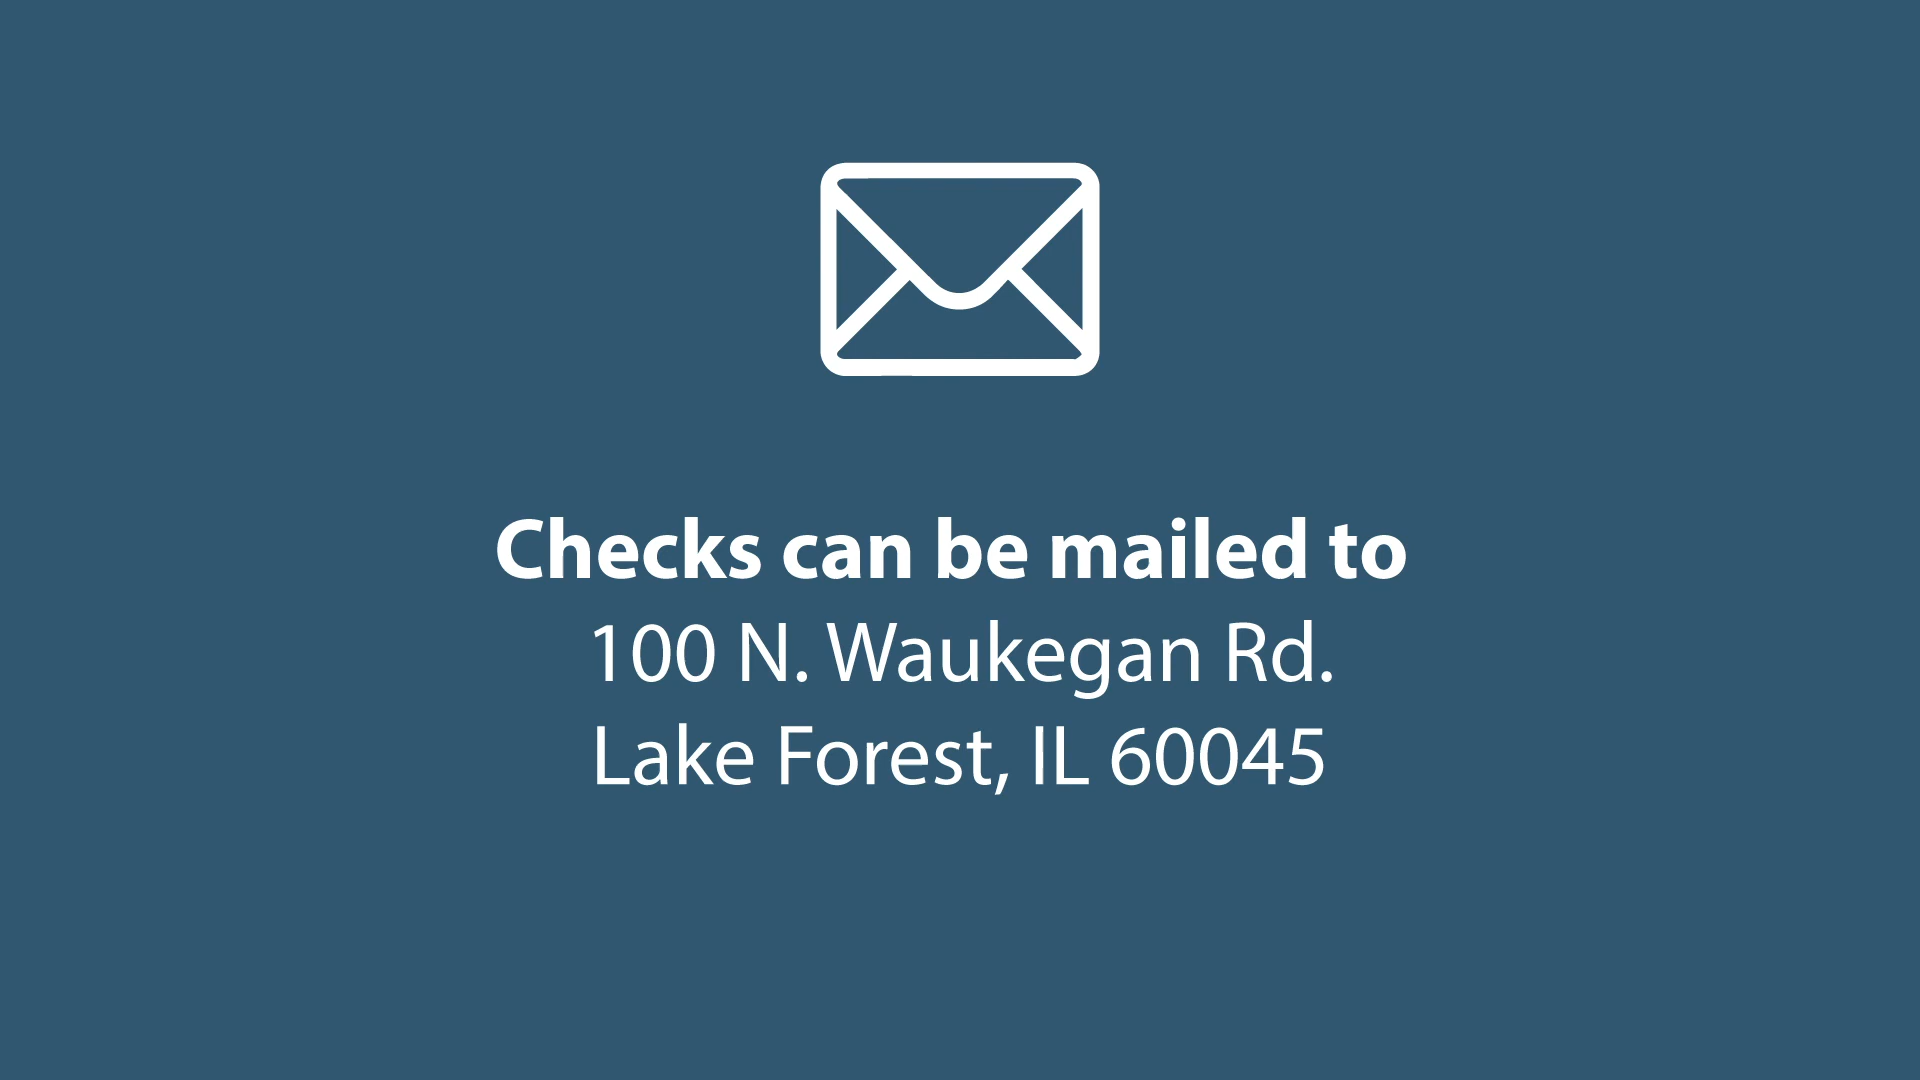 Checks can be mailed to
100 N. Waukegan Rd.
Lake Forest, IL 60045